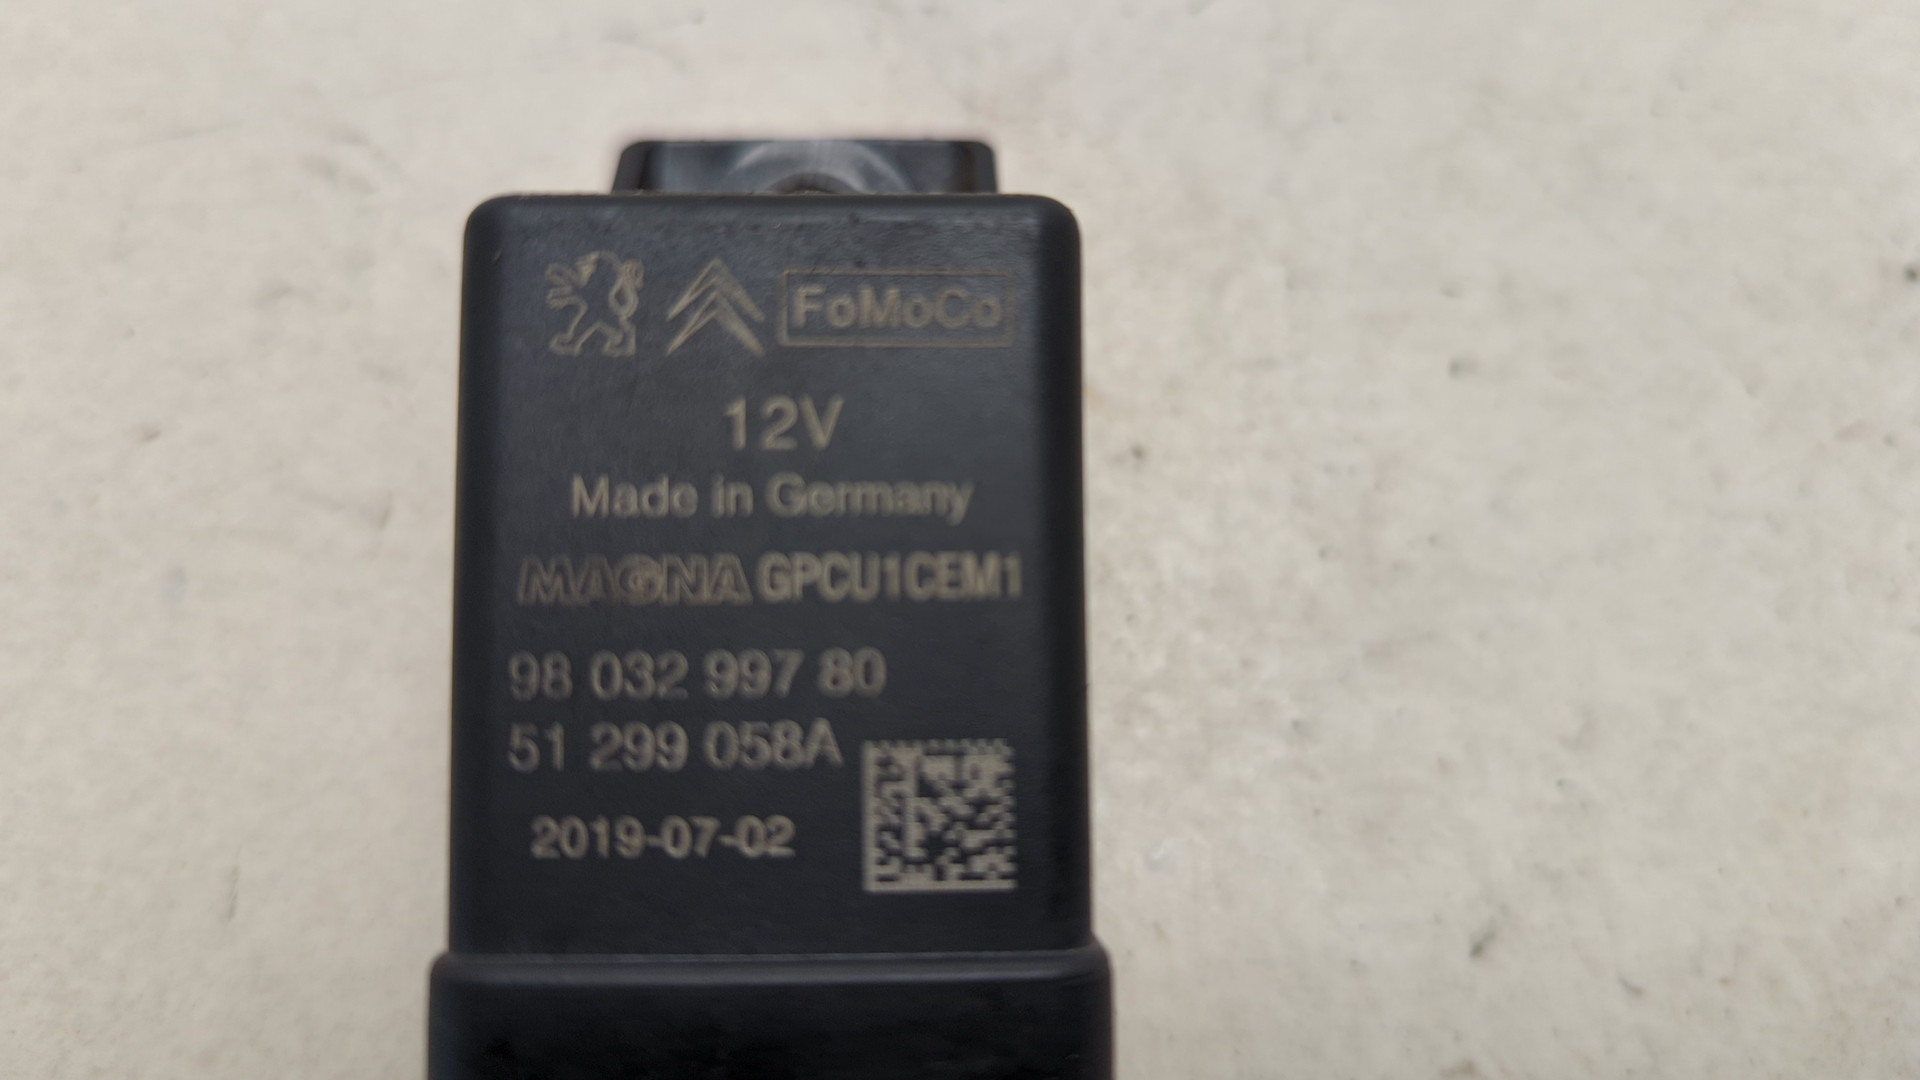 FoMoCo
12V
Made in Germany
MAGNA GPCU1CEM1
98 032 997 80
51 299 058A
2019-07-02